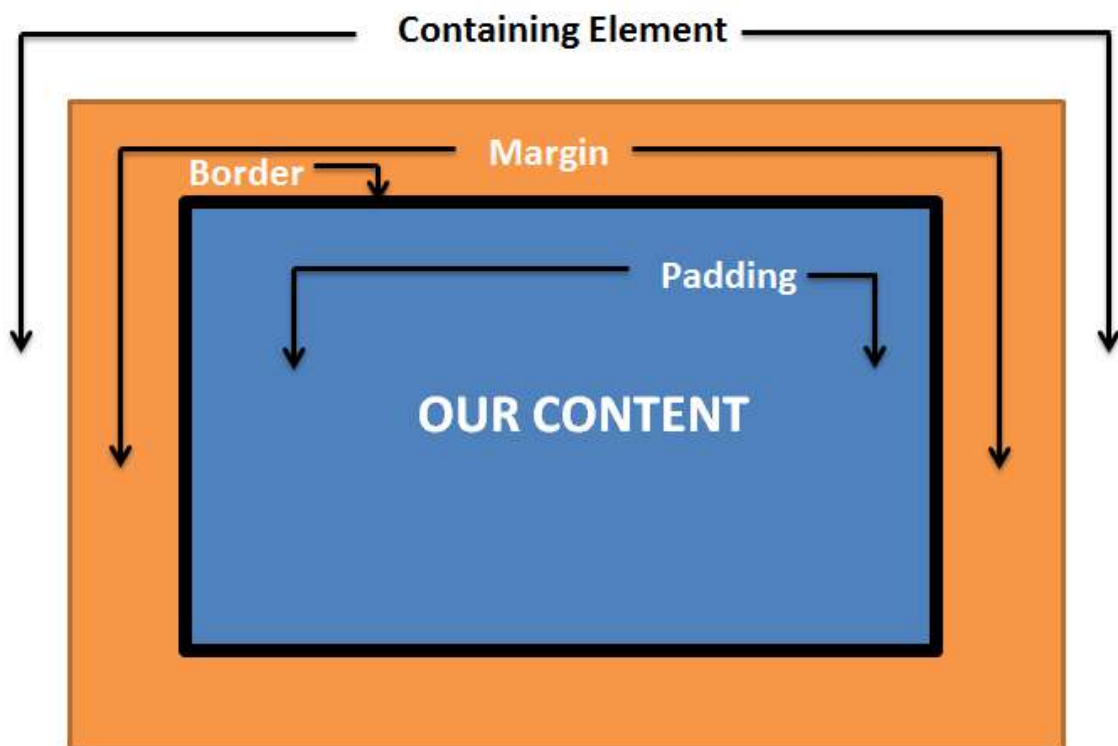 Containing Element
Margin
Border
Padding
OUR CONTENT